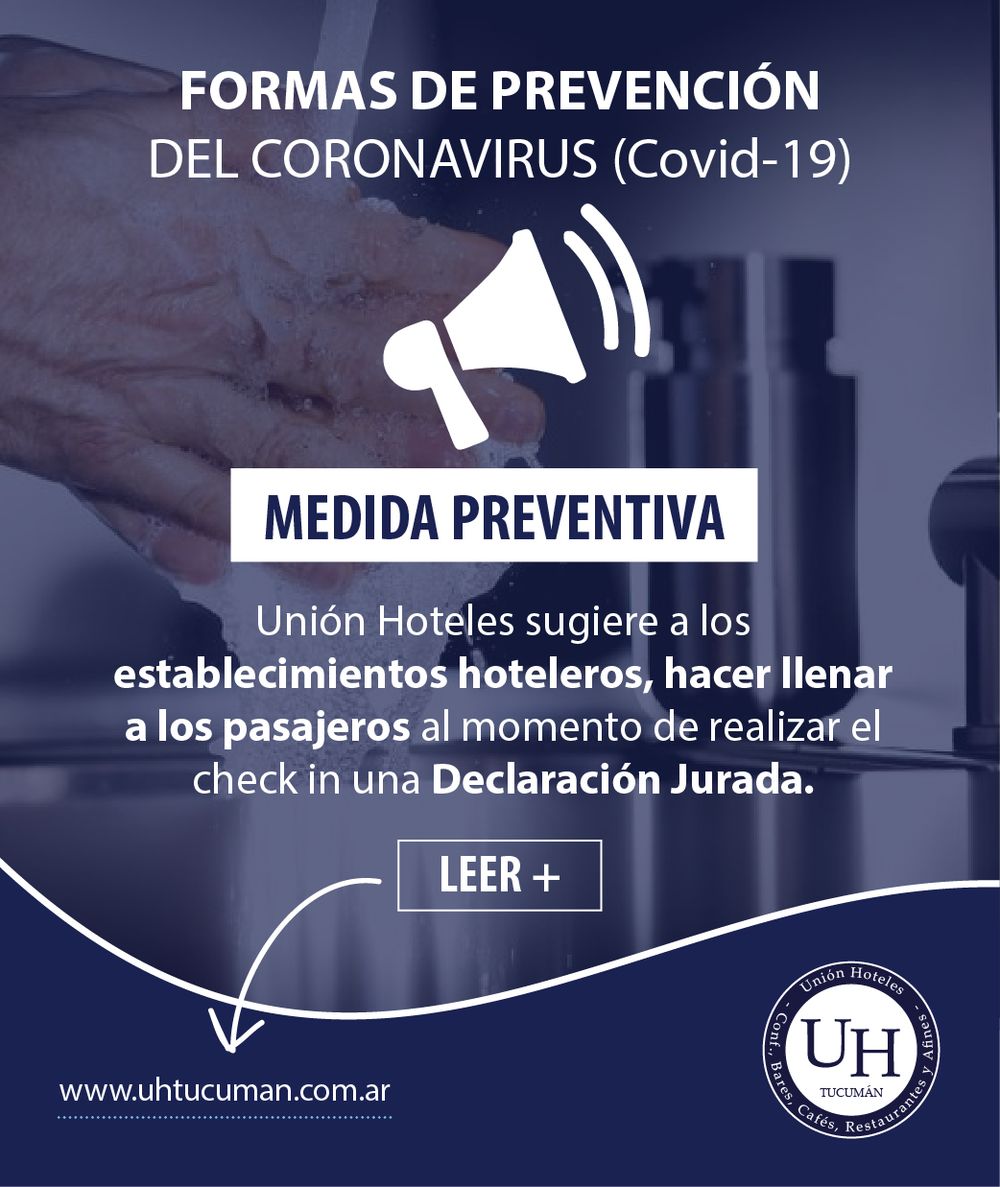 FORMAS DE PREVENCIÓN
DEL CORONAVIRUS (Covid-19)
MEDIDA PREVENTIVA
Unión Hoteles sugiere a los
establecimientos hoteleros, hacer llenar
a los pasajeros al momento de realizar el
check in una Declaración Jurada.
LEER +
www.uhtucuman.com.ar
Unión Hoteles
UH
TUCUMÁN
- Conf., Bares, Cafés, Restaurantes y Afines -